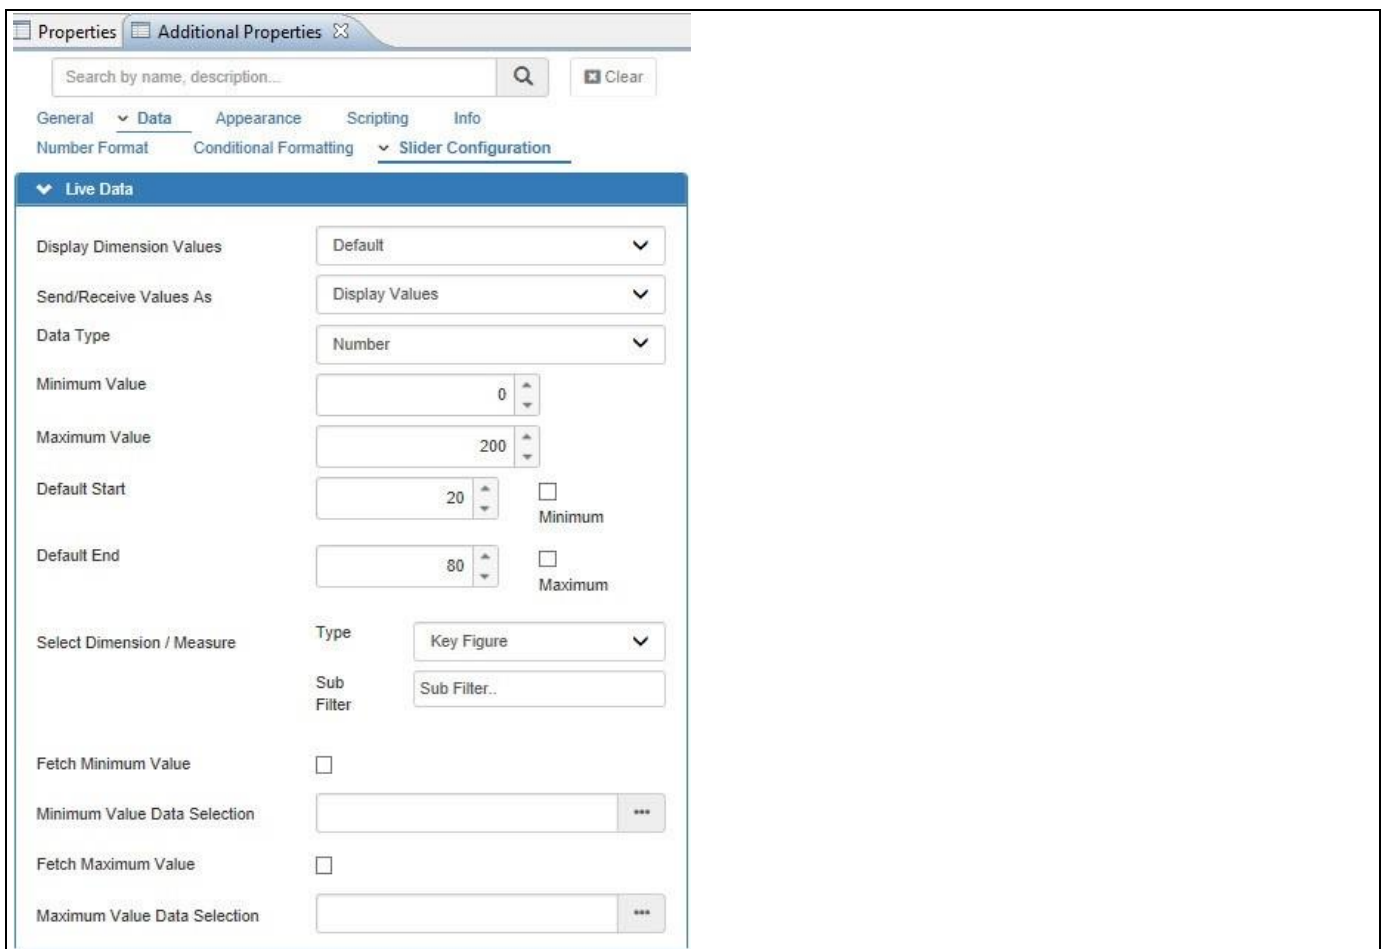 Properties Additional Properties
Search by name, description... Clear
General Data Appearance Scripting Info
Number Format Conditional Formatting Slider Configuration
Live Data
Display Dimension Values Default
Send/Receive Values As Display Values
Data Type Number
Minimum Value 0
Maximum Value 200
Default Start 20
Minimum
Default End 80
Maximum
Select Dimension / Measure Type Key Figure
Sub Filter Sub Filter..
Fetch Minimum Value
Minimum Value Data Selection ...
Fetch Maximum Value
Maximum Value Data Selection ...